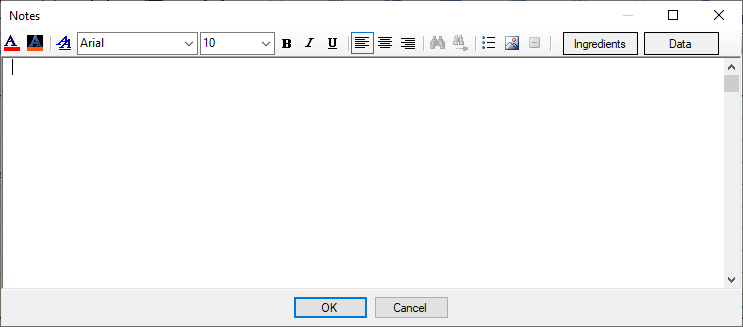 Notes
A A A Arial 10 B I U Ingredients Data
OK Cancel